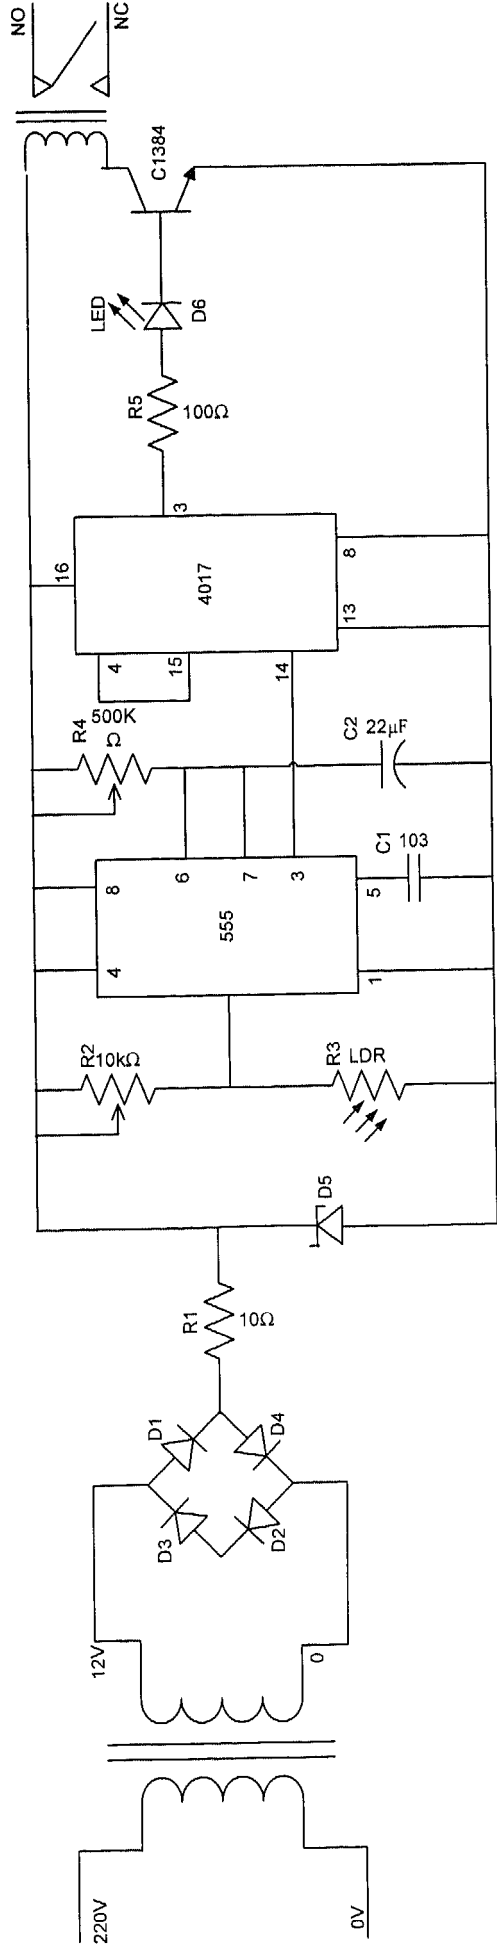 220V
0V
12V
0
D3
D1
D2
D4
R1
10Ω
D5
R2
10kΩ
R3
LDR
4
8
555
6
7
3
1
5
C1
103
R4
500K
Ω
C2
22µF
4
15
14
16
4017
13
8
3
R5
100Ω
LED
D6
C1384
NO
NC